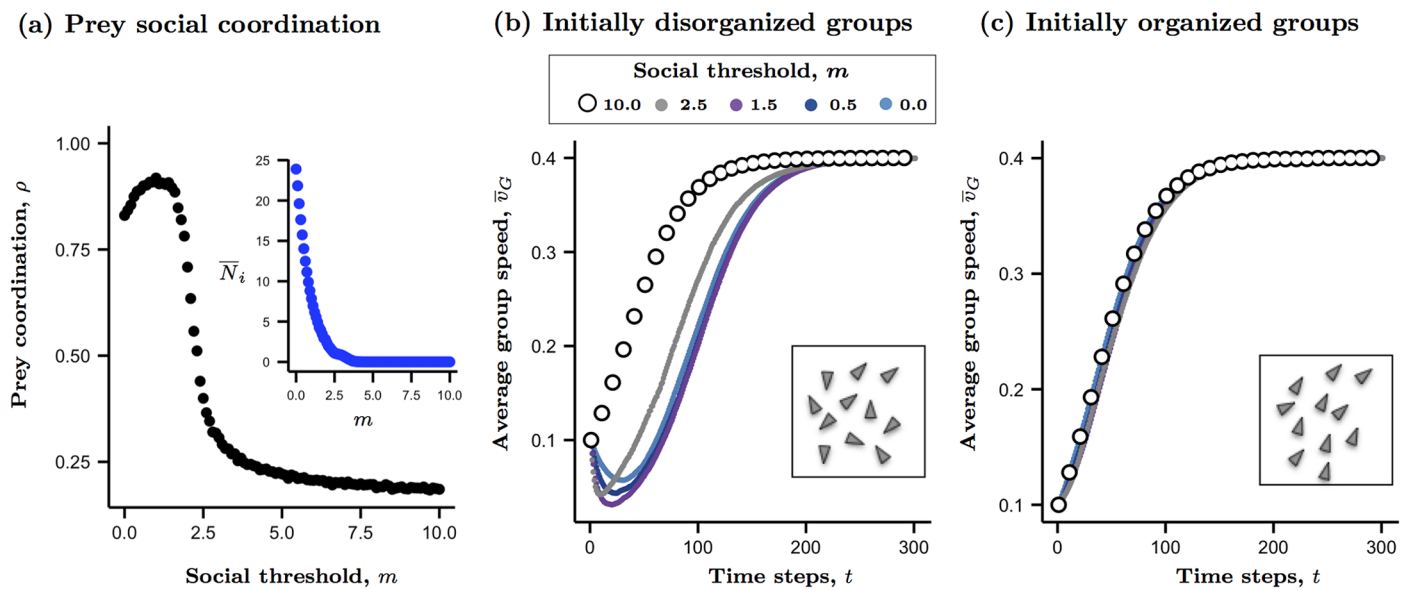 (a) Prey social coordination
(b) Initially disorganized groups
(c) Initially organized groups
Social threshold, m
10.0 2.5 1.5 0.5 0.0
Prey coordination, ρ
1.00
0.75
0.50
0.25
0.0 2.5 5.0 7.5 10.0
Social threshold, m
N̅i
25
20
15
10
5
0
0.0 2.5 5.0 7.5 10.0
m
Average group speed, v̅G
0.4
0.3
0.2
0.1
0 100 200 300
Time steps, t
Average group speed, v̅G
0.4
0.3
0.2
0.1
0 100 200 300
Time steps, t